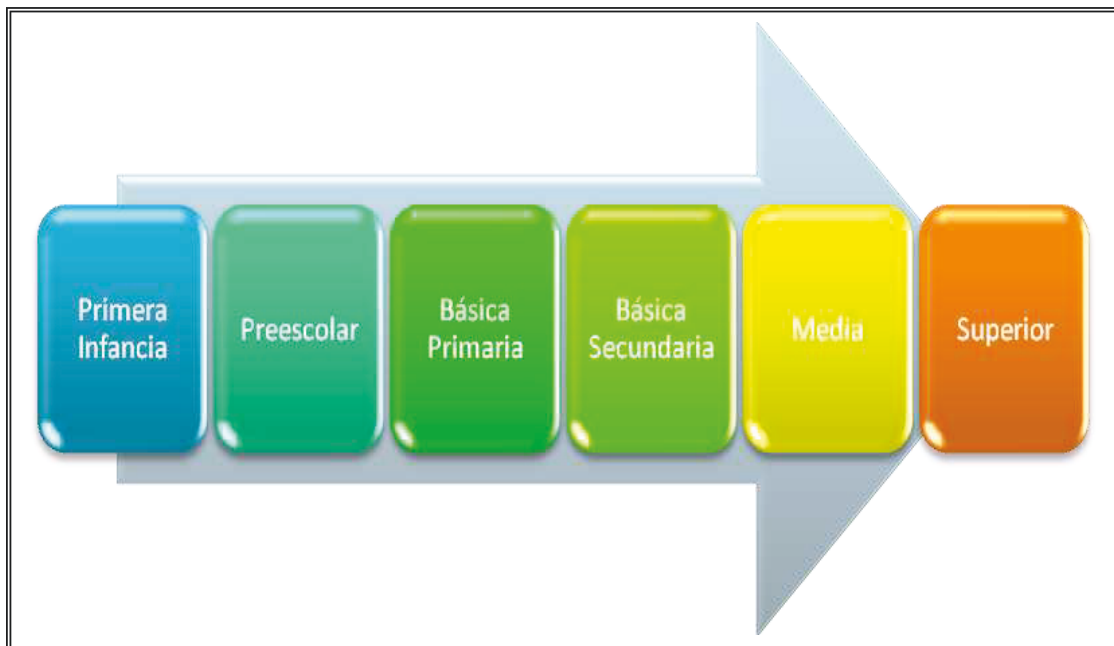 Primera
Infancia
Preescolar
Básica
Primaria
Básica
Secundaria
Media
Superior